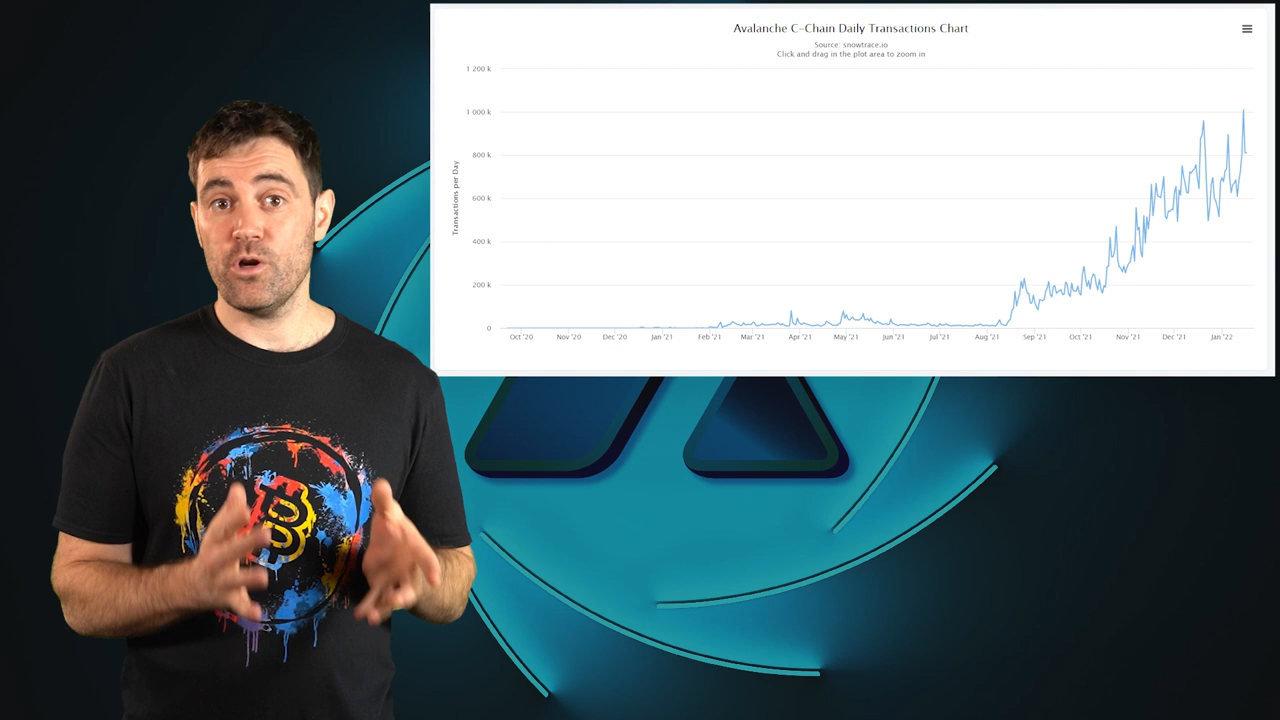 Avalanche C-Chain Daily Transactions Chart
Source: snowtrace.io
Click and drag in the plot area to zoom in
Transactions per Day
1 200 k
1 000 k
800 k
600 k
400 k
200 k
0
Oct '20 Nov '20 Dec '20 Jan '21 Feb '21 Mar '21 Apr '21 May '21 Jun '21 Jul '21 Aug '21 Sep '21 Oct '21 Nov '21 Dec '21 Jan '22
B